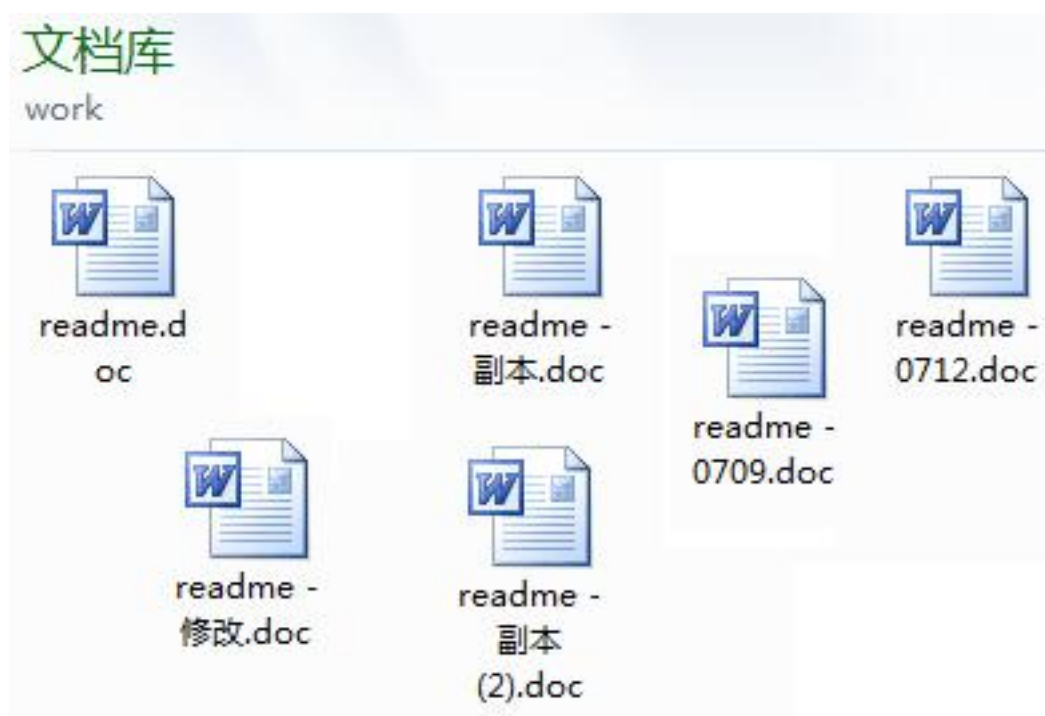 文档库
work
readme.d
oc
readme -
副本.doc
readme -
0709.doc
readme -
0712.doc
readme -
修改.doc
readme -
副本
(2).doc